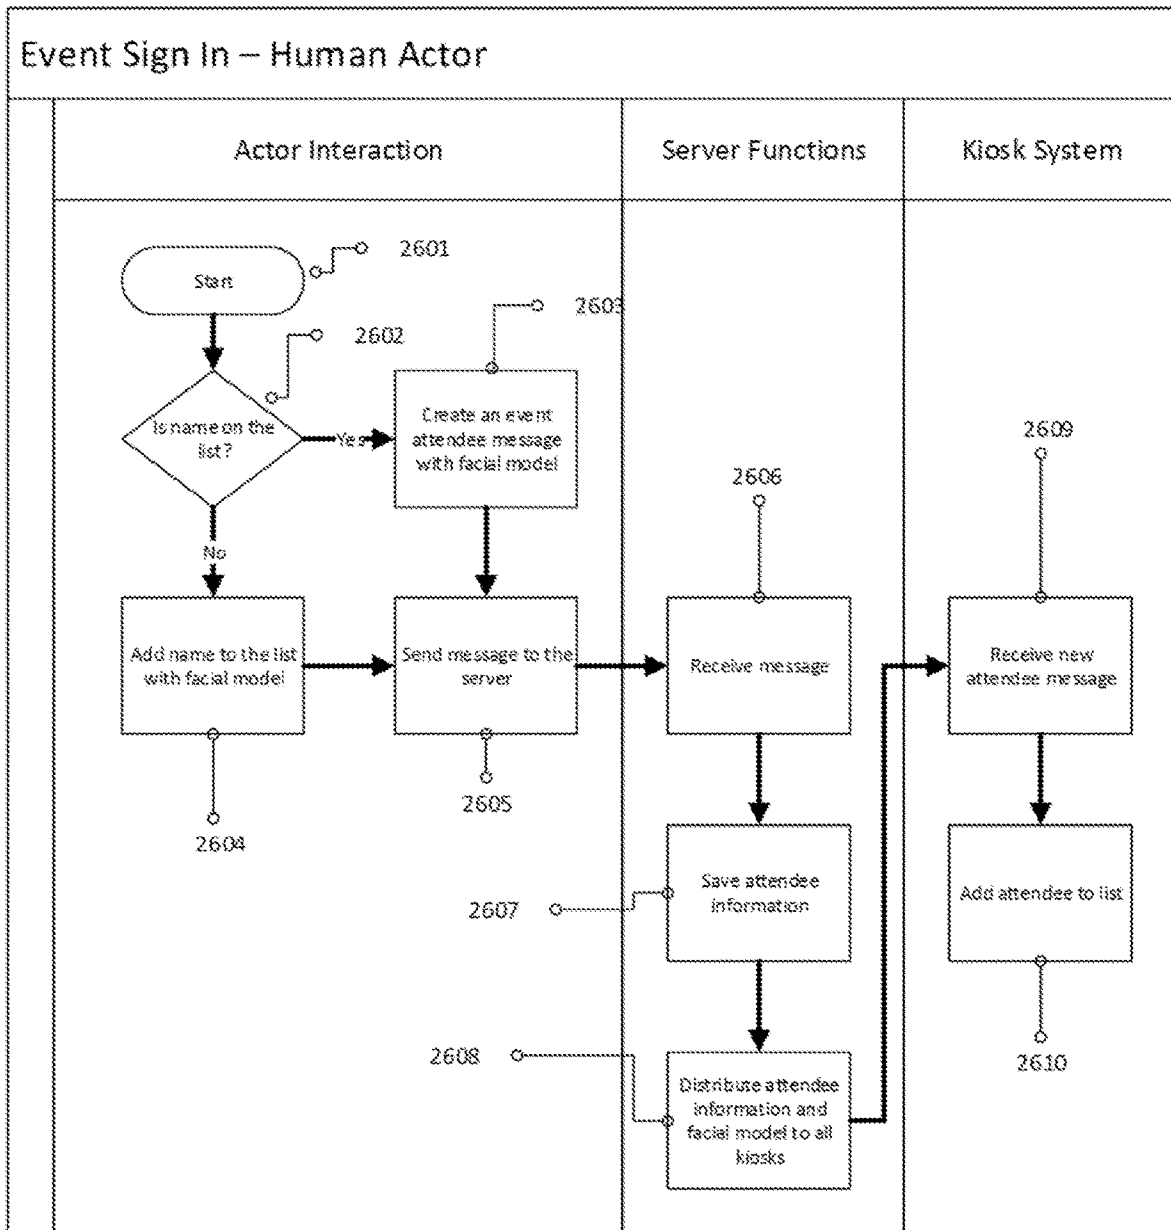 Event Sign In – Human Actor
Actor Interaction
Server Functions
Kiosk System
Start
2601
2602
2603
Is name on the
list?
Yes
No
Create an event
attendee message
with facial model
2606
2609
Add name to the list
with facial model
Send message to the
server
Receive message
Receive new
attendee message
2604
2605
Save attendee
information
2607
Add attendee to list
2608
Distribute attendee
information and
facial model to all
kiosks
2610